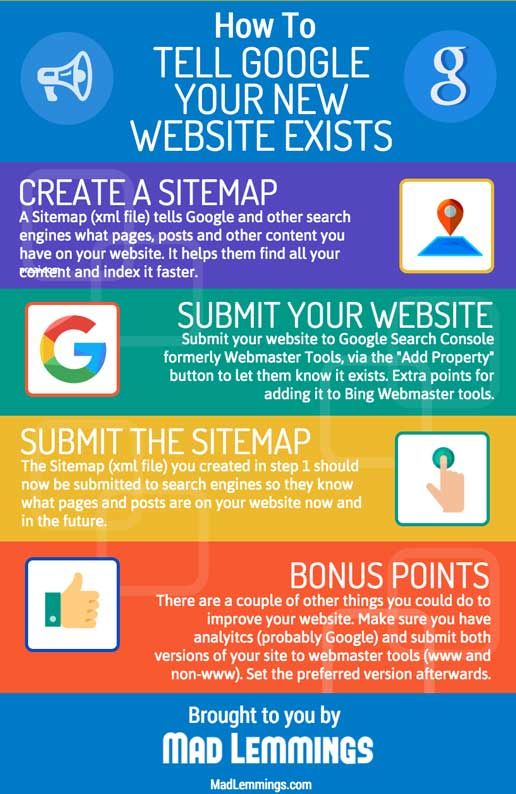 How To
TELL GOOGLE
YOUR NEW
WEBSITE EXISTS
CREATE A SITEMAP
A Sitemap (xml file) tells Google and other search
engines what pages, posts and other content you
have on your website. It helps them find all your
content and index it faster.
SUBMIT YOUR WEBSITE
Submit your website to Google Search Console
formerly Webmaster Tools, via the "Add Property"
button to let them know it exists. Extra points for
adding it to Bing Webmaster tools.
SUBMIT THE SITEMAP
The Sitemap (xml file) you created in step 1 should
now be submitted to search engines so they know
what pages and posts are on your website now and
in the future.
BONUS POINTS
There are a couple of other things you could do to
improve your website. Make sure you have
analyitcs (probably Google) and submit both
versions of your site to webmaster tools (www and
non-www). Set the preferred version afterwards.
Brought to you by
MAD LEMMINGS
MadLemmings.com